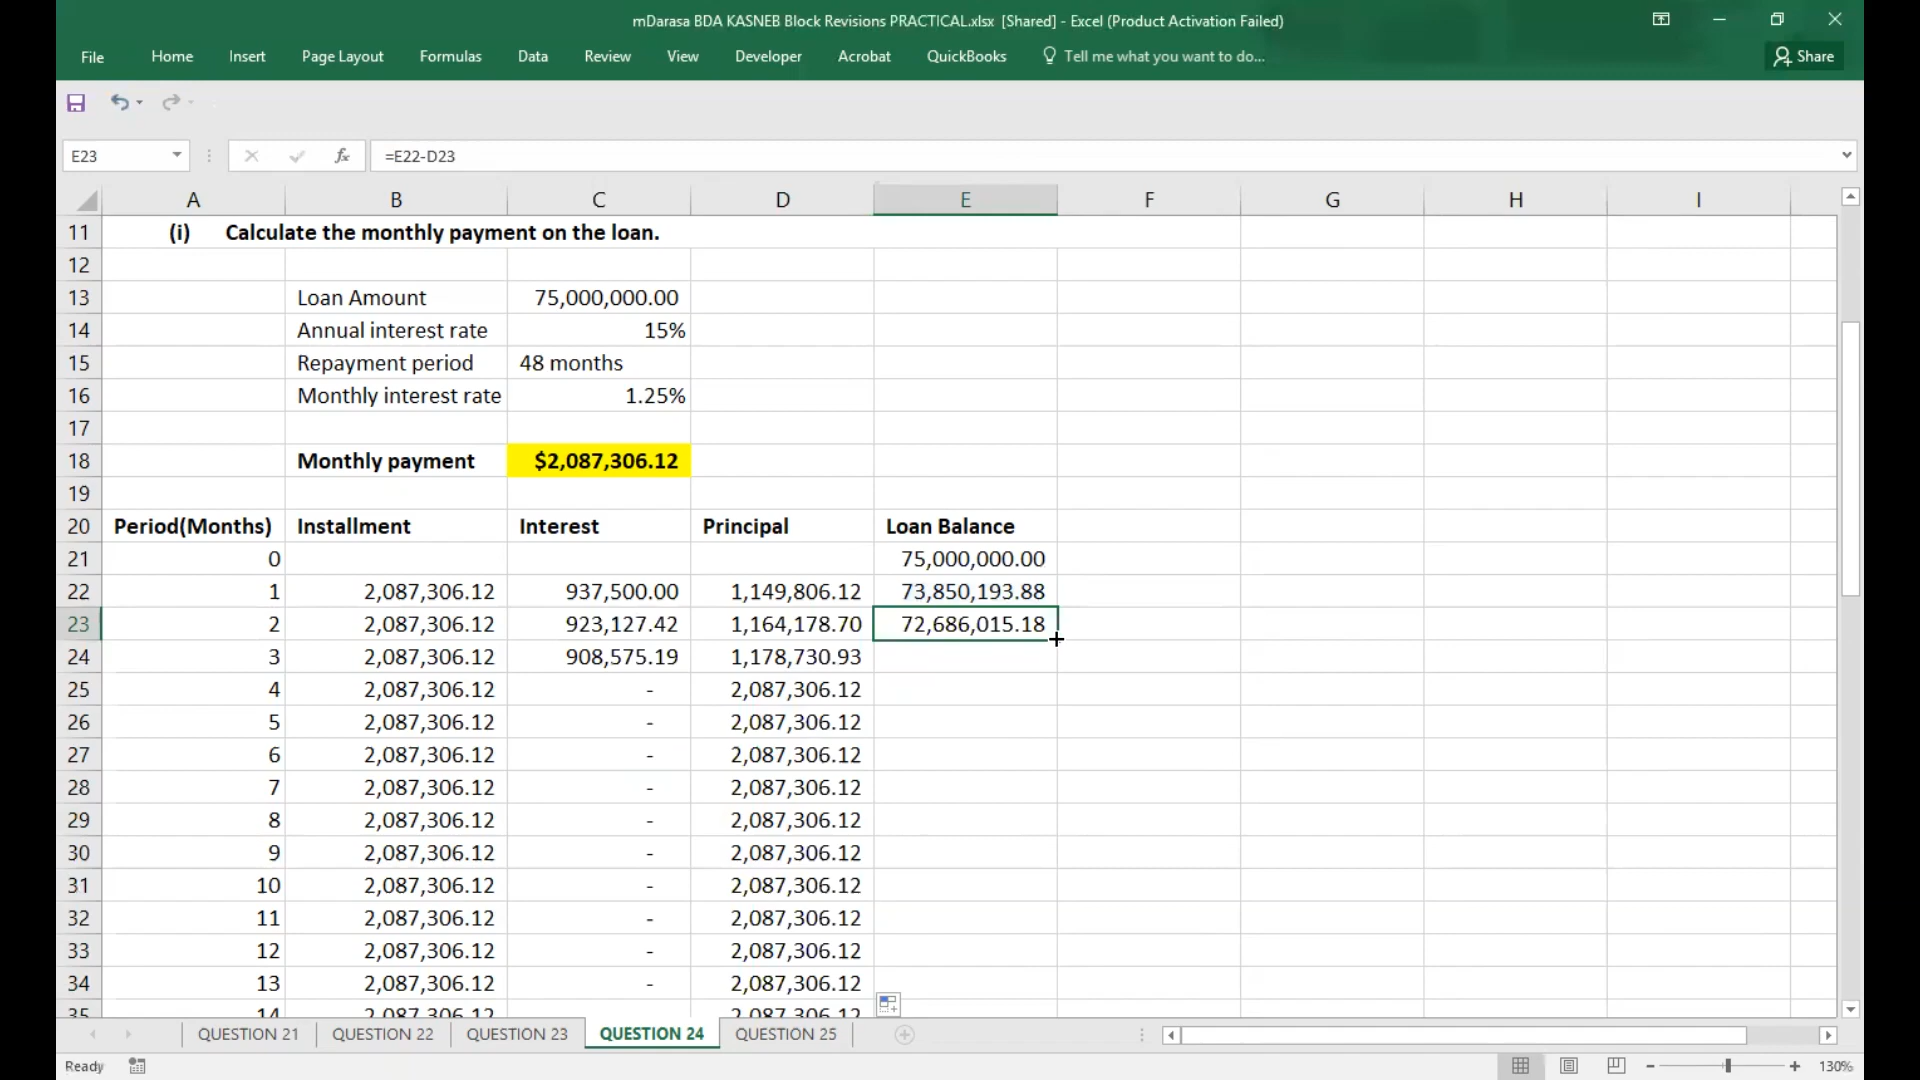 mDarasa BDA KASNEB Block Revisions PRACTICAL.xlsx [Shared] - Excel (Product Activation Failed)
File Home Insert Page Layout Formulas Data Review View Developer Acrobat QuickBooks Tell me what you want to do... Share
E23 fx =E22-D23
A B C D E F G H I
11 (i) Calculate the monthly payment on the loan.
12
13 Loan Amount 75,000,000.00
14 Annual interest rate 15%
15 Repayment period 48 months
16 Monthly interest rate 1.25%
17
18 Monthly payment $2,087,306.12
19
20 Period(Months) Installment Interest Principal Loan Balance
21 0 75,000,000.00
22 1 2,087,306.12 937,500.00 1,149,806.12 73,850,193.88
23 2 2,087,306.12 923,127.42 1,164,178.70 72,686,015.18
24 3 2,087,306.12 908,575.19 1,178,730.93
25 4 2,087,306.12 - 2,087,306.12
26 5 2,087,306.12 - 2,087,306.12
27 6 2,087,306.12 - 2,087,306.12
28 7 2,087,306.12 - 2,087,306.12
29 8 2,087,306.12 - 2,087,306.12
30 9 2,087,306.12 - 2,087,306.12
31 10 2,087,306.12 - 2,087,306.12
32 11 2,087,306.12 - 2,087,306.12
33 12 2,087,306.12 - 2,087,306.12
34 13 2,087,306.12 - 2,087,306.12
35 14 2,087,306.12 2,087,306.12
QUESTION 21 QUESTION 22 QUESTION 23 QUESTION 24 QUESTION 25
Ready 130%